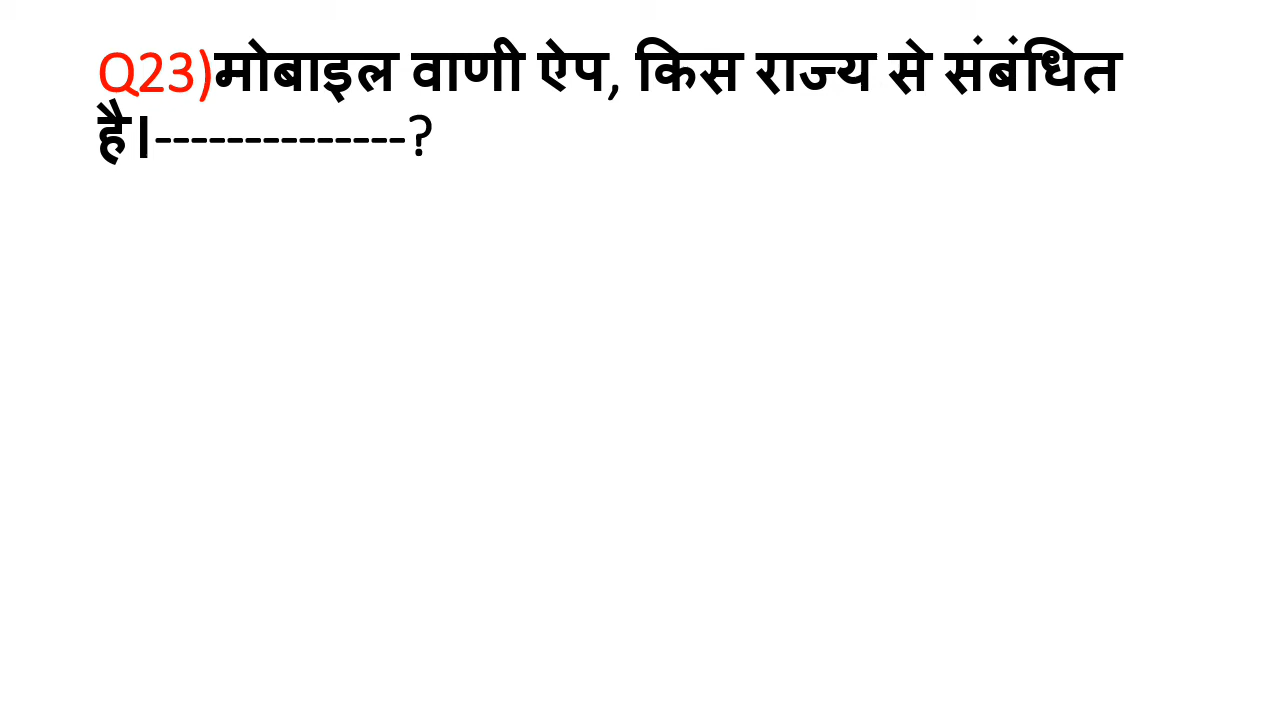 Q23)मोबाइल वाणी ऐप, किस राज्य से संबंधित
है।--------------?